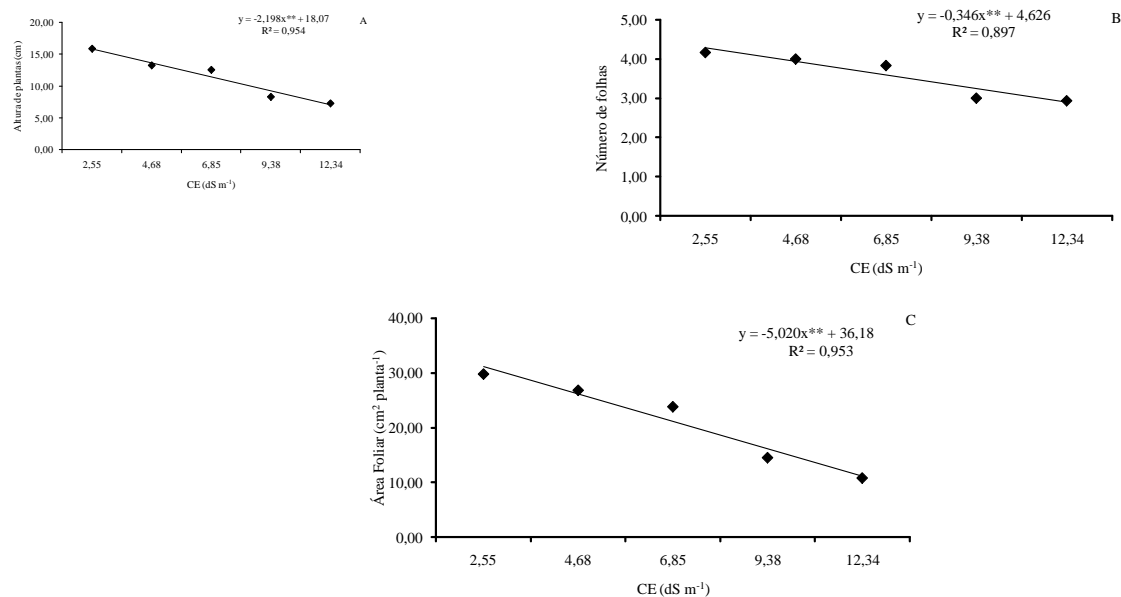 y = -2,198x** + 18,07
R² = 0,954
A
20,00
15,00
10,00
5,00
0,00
Altura de plantas (cm)
2,55 4,68 6,85 9,38 12,34
CE (dS m⁻¹)
y = -0,346x** + 4,626
R² = 0,897
B
5,00
4,00
3,00
2,00
1,00
0,00
Número de folhas
2,55 4,68 6,85 9,38 12,34
CE (dS m⁻¹)
y = -5,020x** + 36,18
R² = 0,953
C
40,00
30,00
20,00
10,00
0,00
Área Foliar (cm² planta⁻¹)
2,55 4,68 6,85 9,38 12,34
CE (dS m⁻¹)